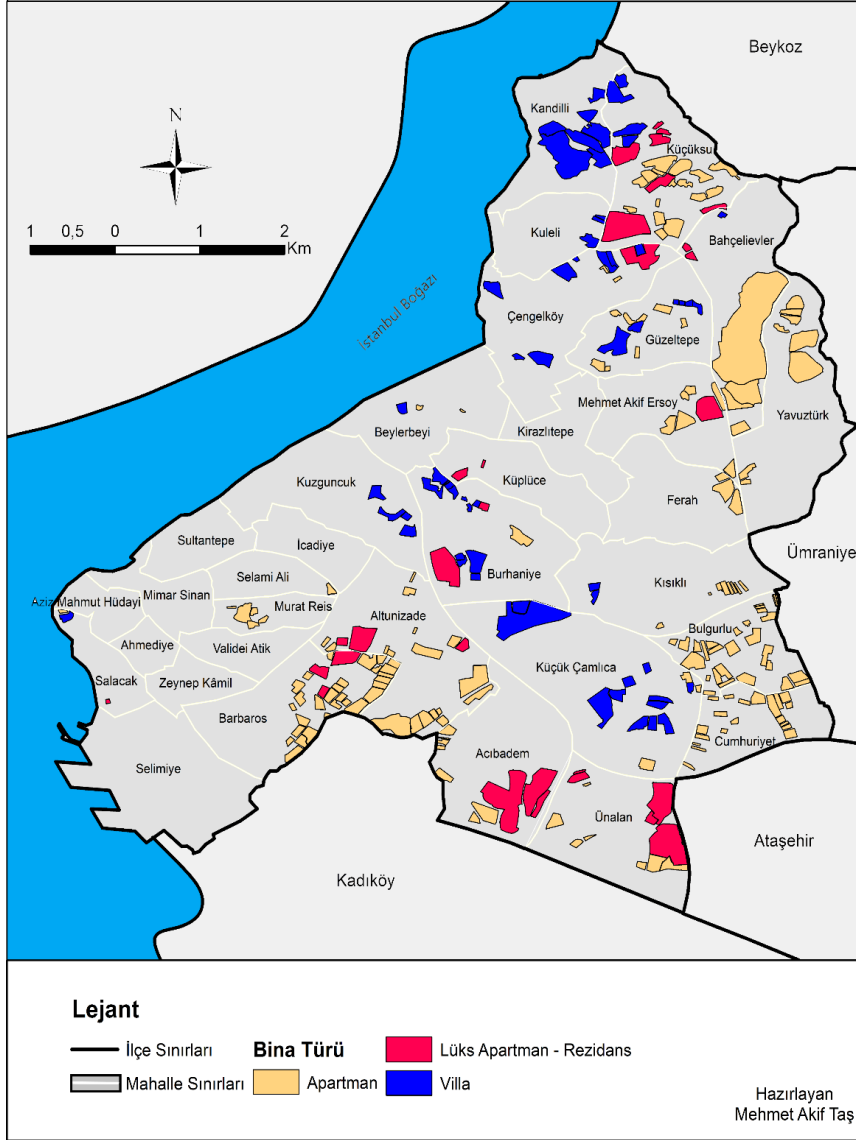 Beykoz
Kandilli
N
Küçüksu
Kuleli
Bahçelievler
1 0,5 0 1 2
Km
İstanbul Boğazı
Çengelköy
Güzeltepe
Mehmet Akif Ersoy
Yavuztürk
Beylerbeyi
Kirazlıtepe
Kuzguncuk
Küplüce
Ferah
Sultantepe
İcadiye
Ümraniye
Selami Ali
Burhaniye
Kısıklı
Aziz Mahmut Hüdayi
Mimar Sinan
Murat Reis
Altunizade
Bulgurlu
Ahmediye
Validei Atik
Küçük Çamlıca
Salacak
Zeynep Kâmil
Barbaros
Cumhuriyet
Acıbadem
Selimiye
Ünalan
Ataşehir
Kadıköy
Lejant
İlçe Sınırları
Bina Türü
Lüks Apartman - Rezidans
Mahalle Sınırları
Apartman
Villa
Hazırlayan
Mehmet Akif Taş